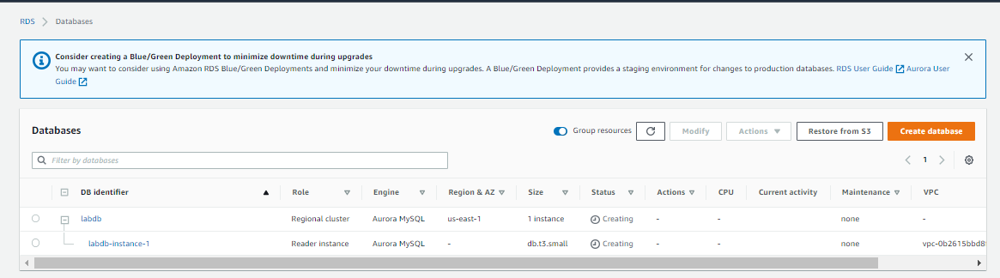 RDS > Databases
Consider creating a Blue/Green Deployment to minimize downtime during upgrades
You may want to consider using Amazon RDS Blue/Green Deployments and minimize your downtime during upgrades. A Blue/Green Deployment provides a staging environment for changes to production databases. RDS User Guide Aurora User
Guide
Databases Group resources Modify Actions Restore from S3 Create database
Filter by databases 1
DB identifier Role Engine Region & AZ Size Status Actions CPU Current activity Maintenance VPC
labdb Regional cluster Aurora MySQL us-east-1 1 instance Creating - - none -
labdb-instance-1 Reader instance Aurora MySQL - db.t3.small Creating - - none